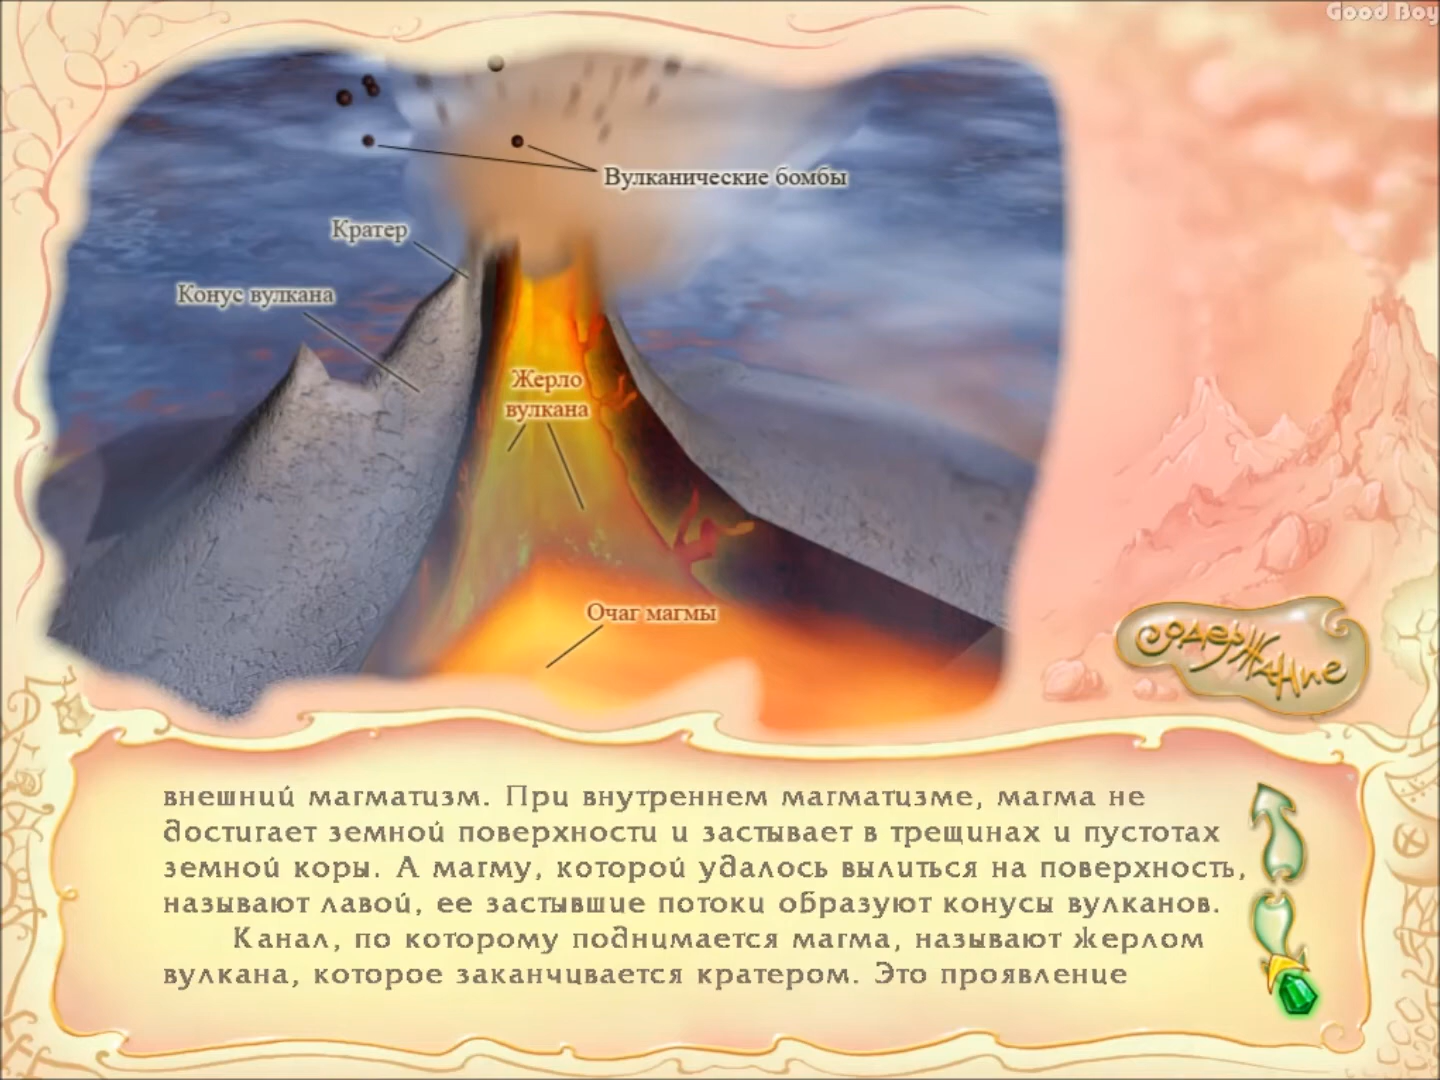 Good Boy
Вулканические бомбы
Кратер
Конус вулкана
Жерло
вулкана
Очаг магмы
Содержание
внешний магматизм. При внутреннем магматизме, магма не
достигает земной поверхности и застывает в трещинах и пустотах
земной коры. А магму, которой удалось вылиться на поверхность,
называют лавой, ее застывшие потоки образуют конусы вулканов.
Канал, по которому поднимается магма, называют жерлом
вулкана, которое заканчивается кратером. Это проявление